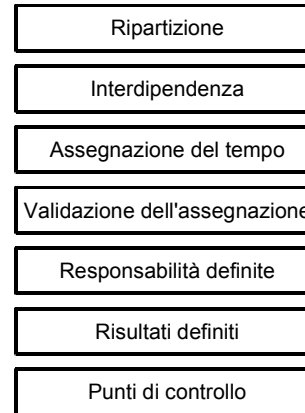 Ripartizione
Interdipendenza
Assegnazione del tempo
Validazione dell'assegnazione
Responsabilità definite
Risultati definiti
Punti di controllo